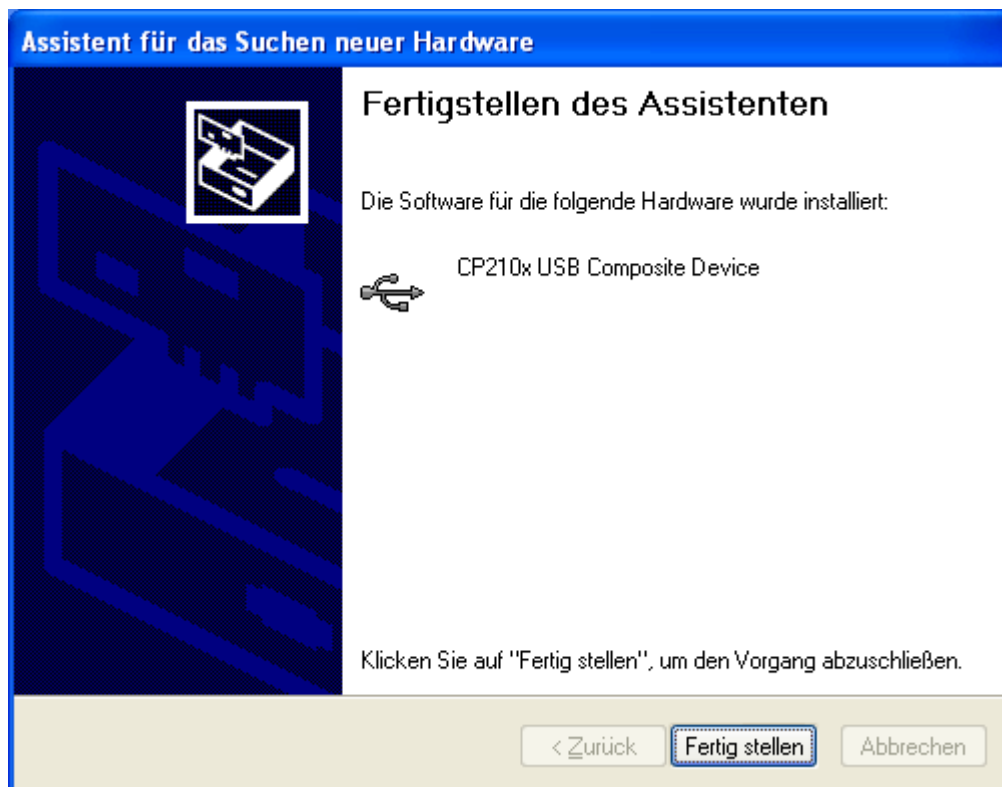 Assistent für das Suchen neuer Hardware
Fertigstellen des Assistenten
Die Software für die folgende Hardware wurde installiert:
CP210x USB Composite Device
Klicken Sie auf "Fertig stellen", um den Vorgang abzuschließen.
< Zurück Fertig stellen Abbrechen